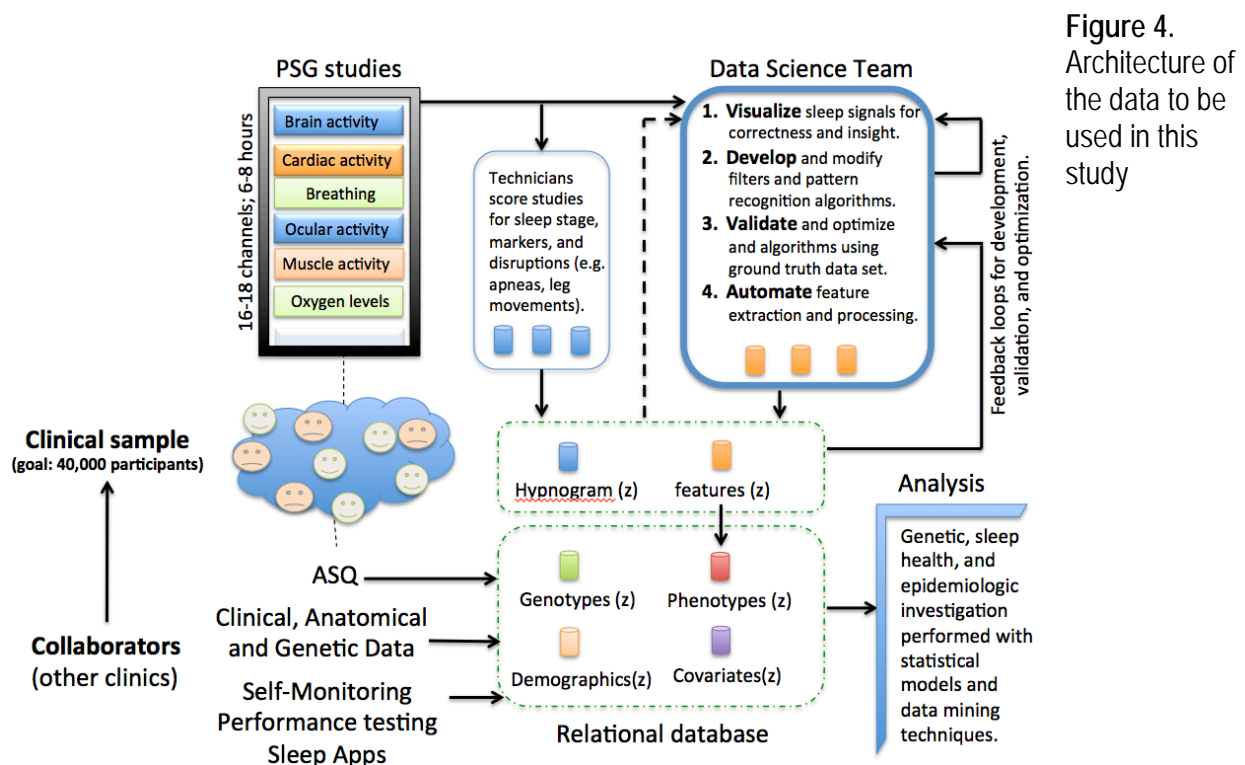 Figure 4.
Architecture of
the data to be
used in this
study
PSG studies
16-18 channels; 6-8 hours
Brain activity
Cardiac activity
Breathing
Ocular activity
Muscle activity
Oxygen levels
Technicians
score studies
for sleep stage,
markers, and
disruptions (e.g.
apneas, leg
movements).
Data Science Team
1. Visualize sleep signals for
correctness and insight.
2. Develop and modify
filters and pattern
recognition algorithms.
3. Validate and optimize
and algorithms using
ground truth data set.
4. Automate feature
extraction and processing.
Feedback loops for development,
validation, and optimization.
Clinical sample
(goal: 40,000 participants)
Collaborators
(other clinics)
Hypnogram (z)
features (z)
ASQ
Clinical, Anatomical
and Genetic Data
Self-Monitoring
Performance testing
Sleep Apps
Genotypes (z)
Phenotypes (z)
Demographics(z)
Covariates(z)
Relational database
Analysis
Genetic, sleep
health, and
epidemiologic
investigation
performed with
statistical
models and
data mining
techniques.